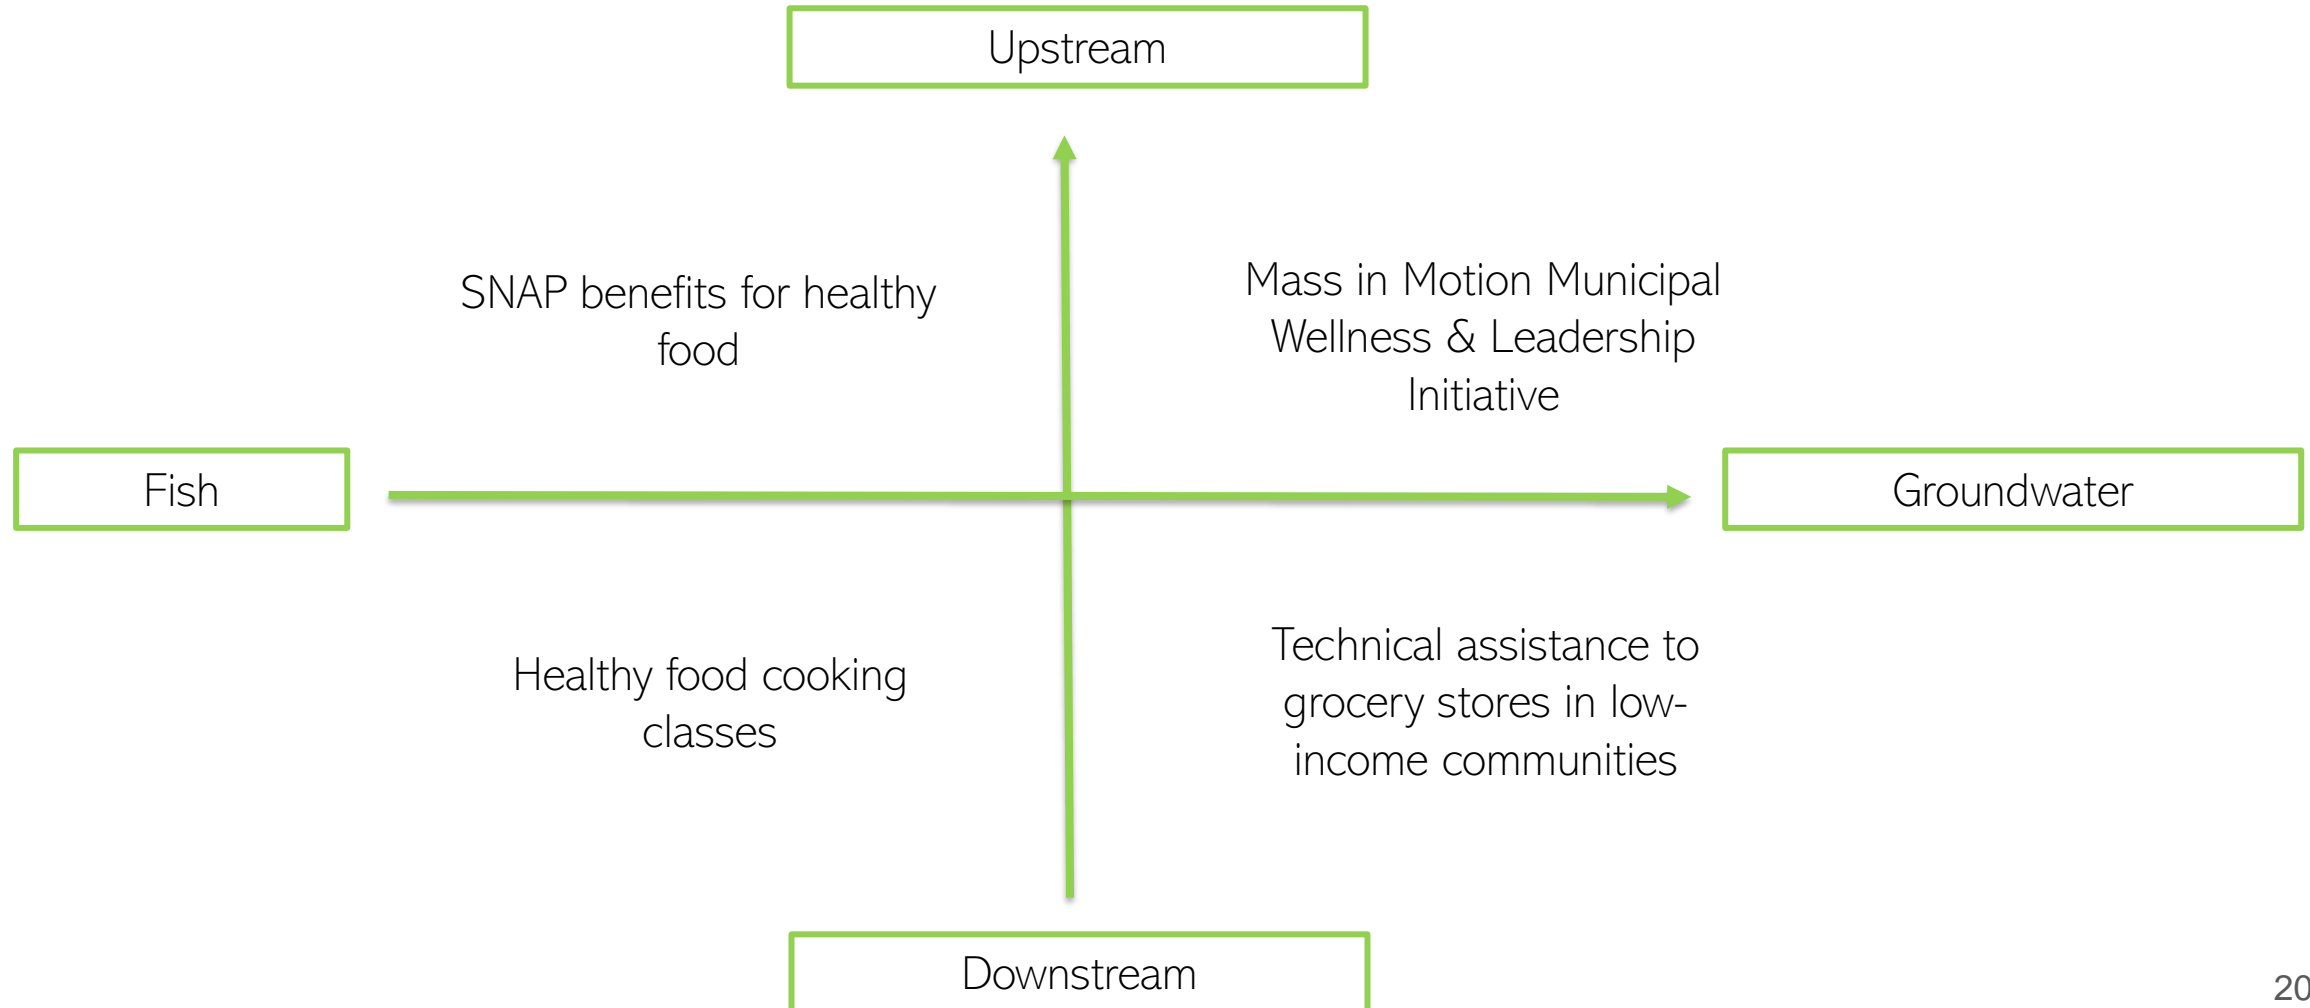 Upstream
SNAP benefits for healthy
food
Mass in Motion Municipal
Wellness & Leadership
Initiative
Fish
Groundwater
Healthy food cooking
classes
Technical assistance to
grocery stores in low-
income communities
Downstream
20